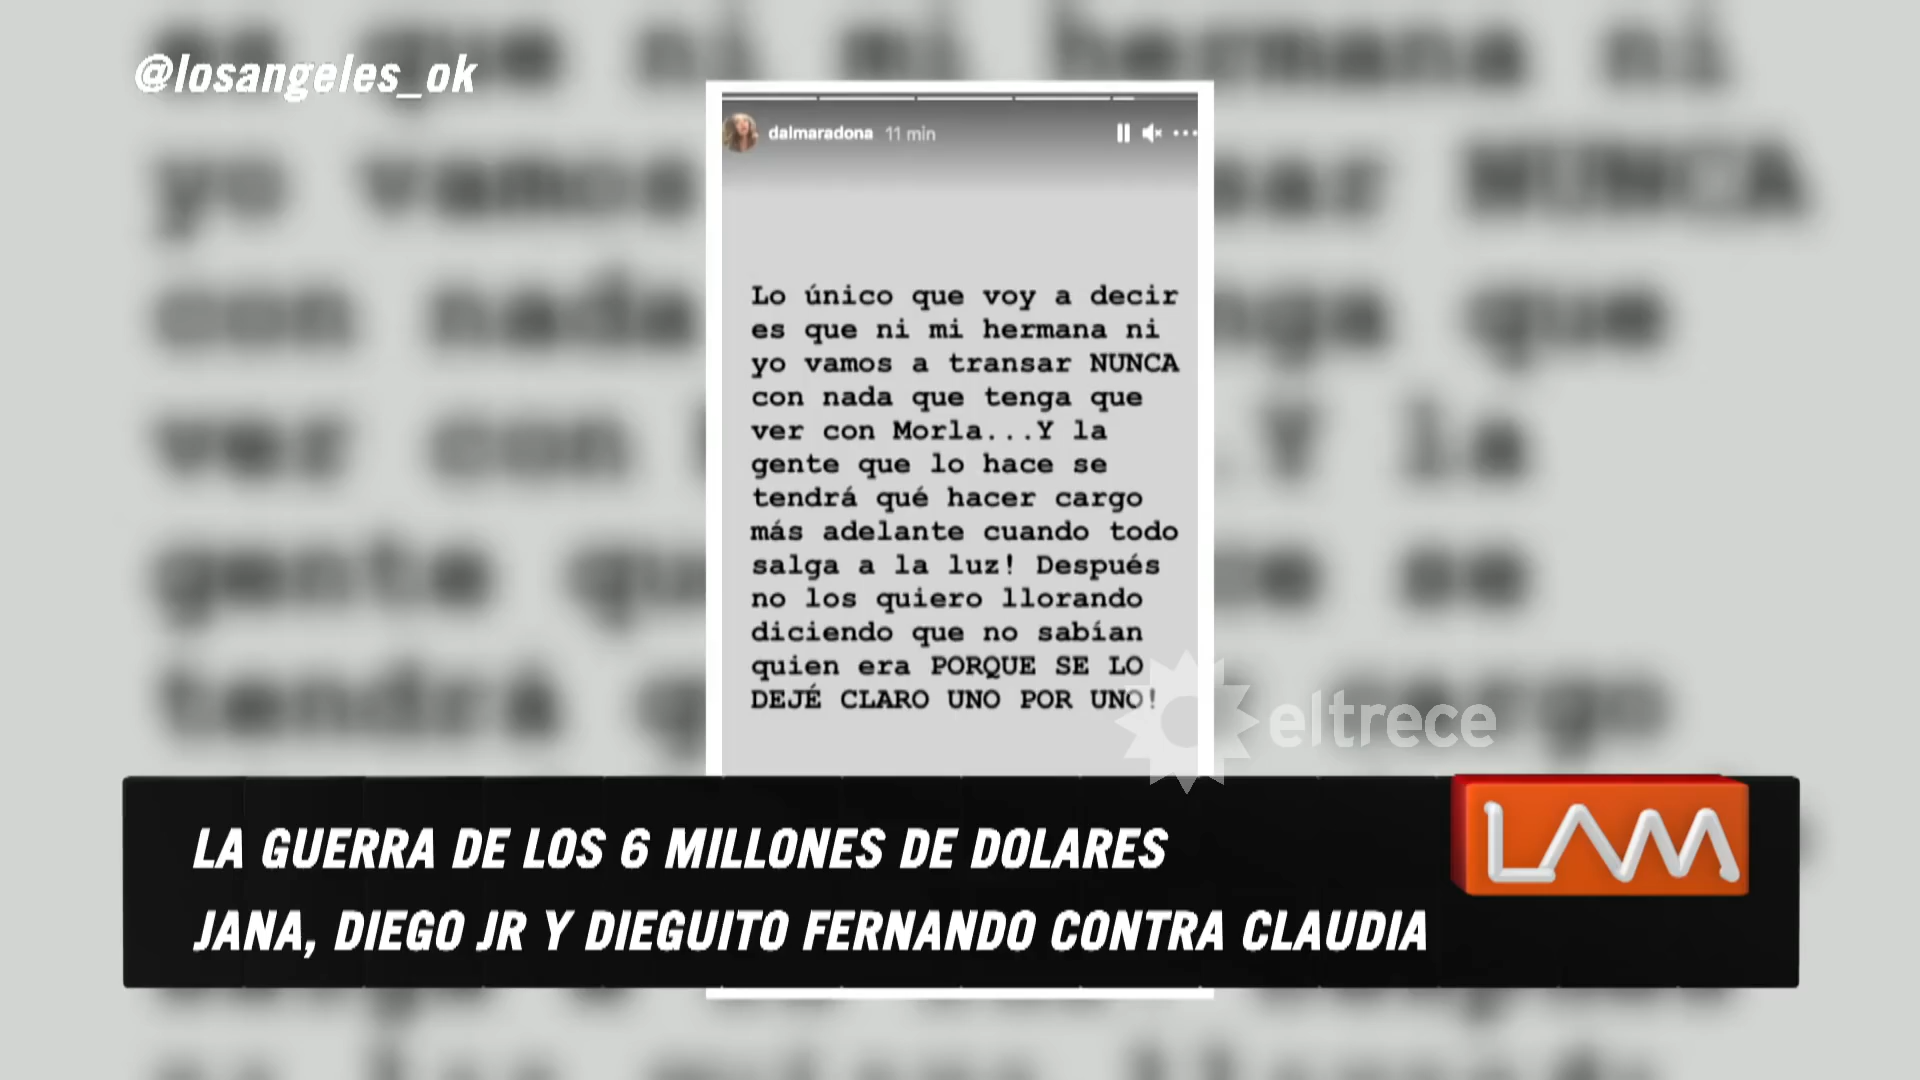 @losangeles_ok
dalmaradona 11 min
Lo único que voy a decir
es que ni mi hermana ni
yo vamos a transar NUNCA
con nada que tenga que
ver con Morla...Y la
gente que lo hace se
tendrá qué hacer cargo
más adelante cuando todo
salga a la luz! Después
no los quiero llorando
diciendo que no sabían
quien era PORQUE SE LO
DEJÉ CLARO UNO POR UNO!
eltrece
LAM
LA GUERRA DE LOS 6 MILLONES DE DOLARES
JANA, DIEGO JR Y DIEGUITO FERNANDO CONTRA CLAUDIA